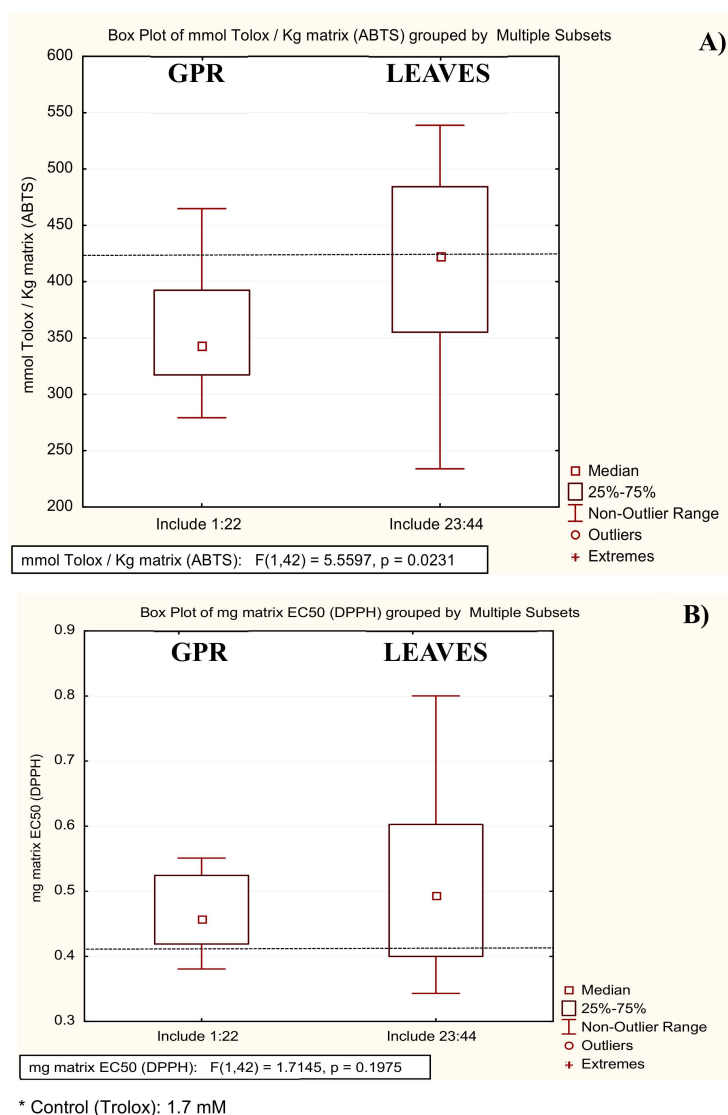 Box Plot of mmol Tolox / Kg matrix (ABTS) grouped by Multiple Subsets
A)
600
GPR
LEAVES
550
500
450
400
350
300
250
200
mmol Tolox / Kg matrix (ABTS)
Include 1:22
Include 23:44
Median
25%-75%
Non-Outlier Range
Outliers
Extremes
mmol Tolox / Kg matrix (ABTS): F(1,42) = 5.5597, p = 0.0231
Box Plot of mg matrix EC50 (DPPH) grouped by Multiple Subsets
B)
0.9
GPR
LEAVES
0.8
0.7
0.6
0.5
0.4
0.3
mg matrix EC50 (DPPH)
Include 1:22
Include 23:44
Median
25%-75%
Non-Outlier Range
Outliers
Extremes
mg matrix EC50 (DPPH): F(1,42) = 1.7145, p = 0.1975
* Control (Trolox): 1.7 mM